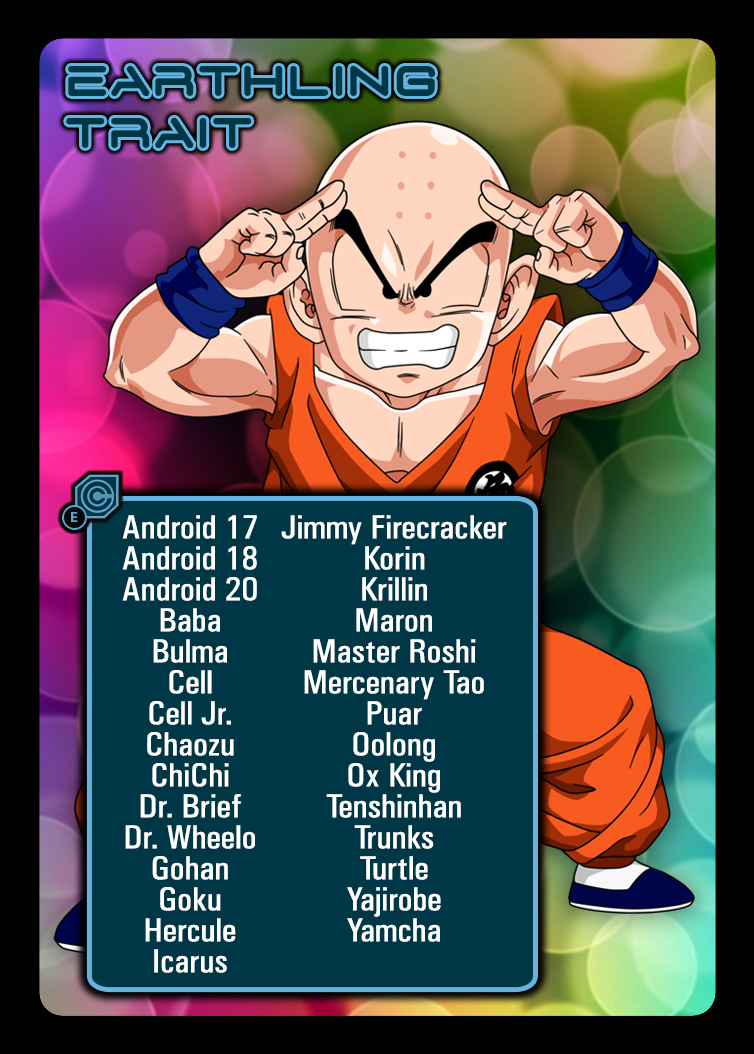 EARTHLING
TRAIT
E
Android 17
Android 18
Android 20
Baba
Bulma
Cell
Cell Jr.
Chaozu
ChiChi
Dr. Brief
Dr. Wheelo
Gohan
Goku
Hercule
Icarus
Jimmy Firecracker
Korin
Krillin
Maron
Master Roshi
Mercenary Tao
Puar
Oolong
Ox King
Tenshinhan
Trunks
Turtle
Yajirobe
Yamcha